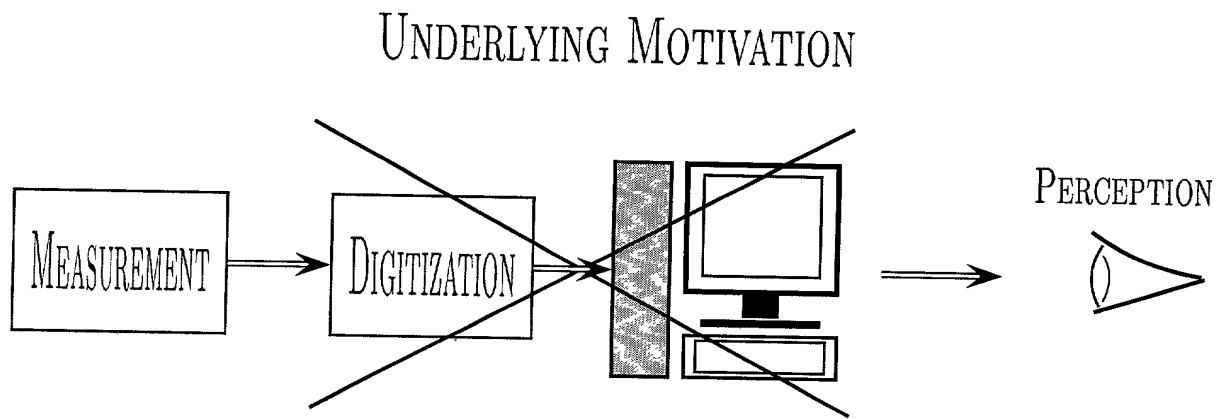 UNDERLYING MOTIVATION
PERCEPTION
MEASUREMENT
DIGITIZATION